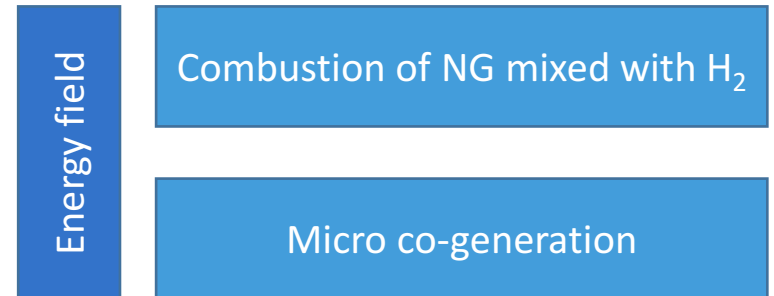 Energy field
Combustion of NG mixed with H₂
Micro co-generation